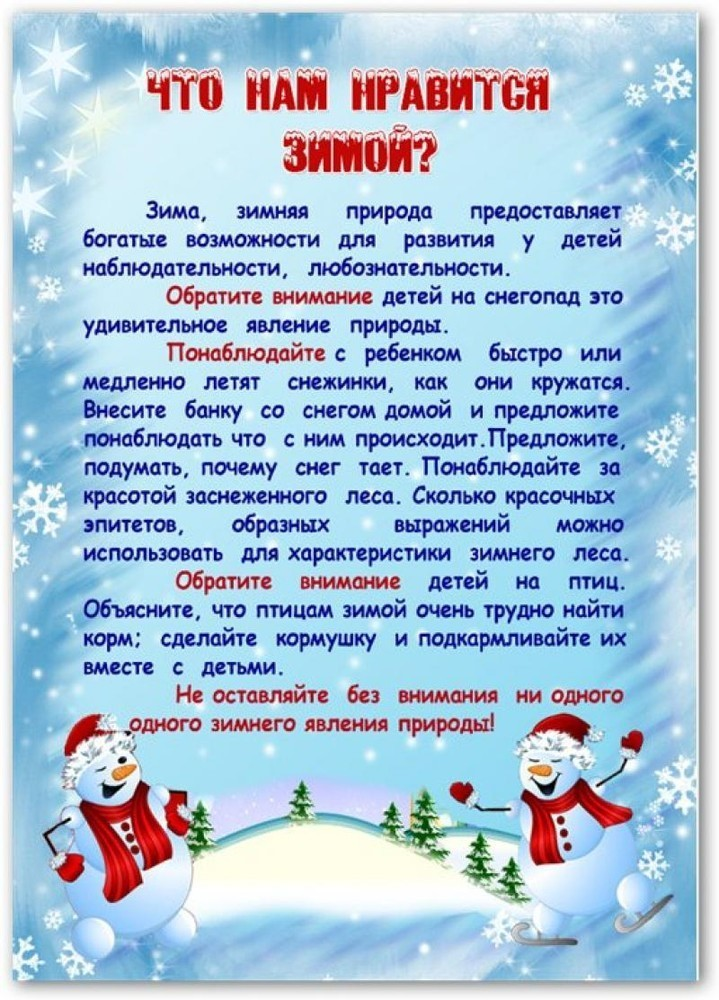 ЧТО НАМ НРАВИТСЯ
ЗИМОЙ?
Зима, зимняя природа предоставляет
богатые возможности для развития у детей
наблюдательности, любознательности.
Обратите внимание детей на снегопад это
удивительное явление природы.
Понаблюдайте с ребенком быстро или
медленно летят снежинки, как они кружатся.
Внесите банку со снегом домой и предложите
понаблюдать что с ним происходит.Предложите,
подумать, почему снег тает. Понаблюдайте за
красотой заснеженного леса. Сколько красочных
эпитетов, образных выражений можно
использовать для характеристики зимнего леса.
Обратите внимание детей на птиц.
Объясните, что птицам зимой очень трудно найти
корм; сделайте кормушку и подкармливайте их
вместе с детьми.
Не оставляйте без внимания ни одного
одного зимнего явления природы!